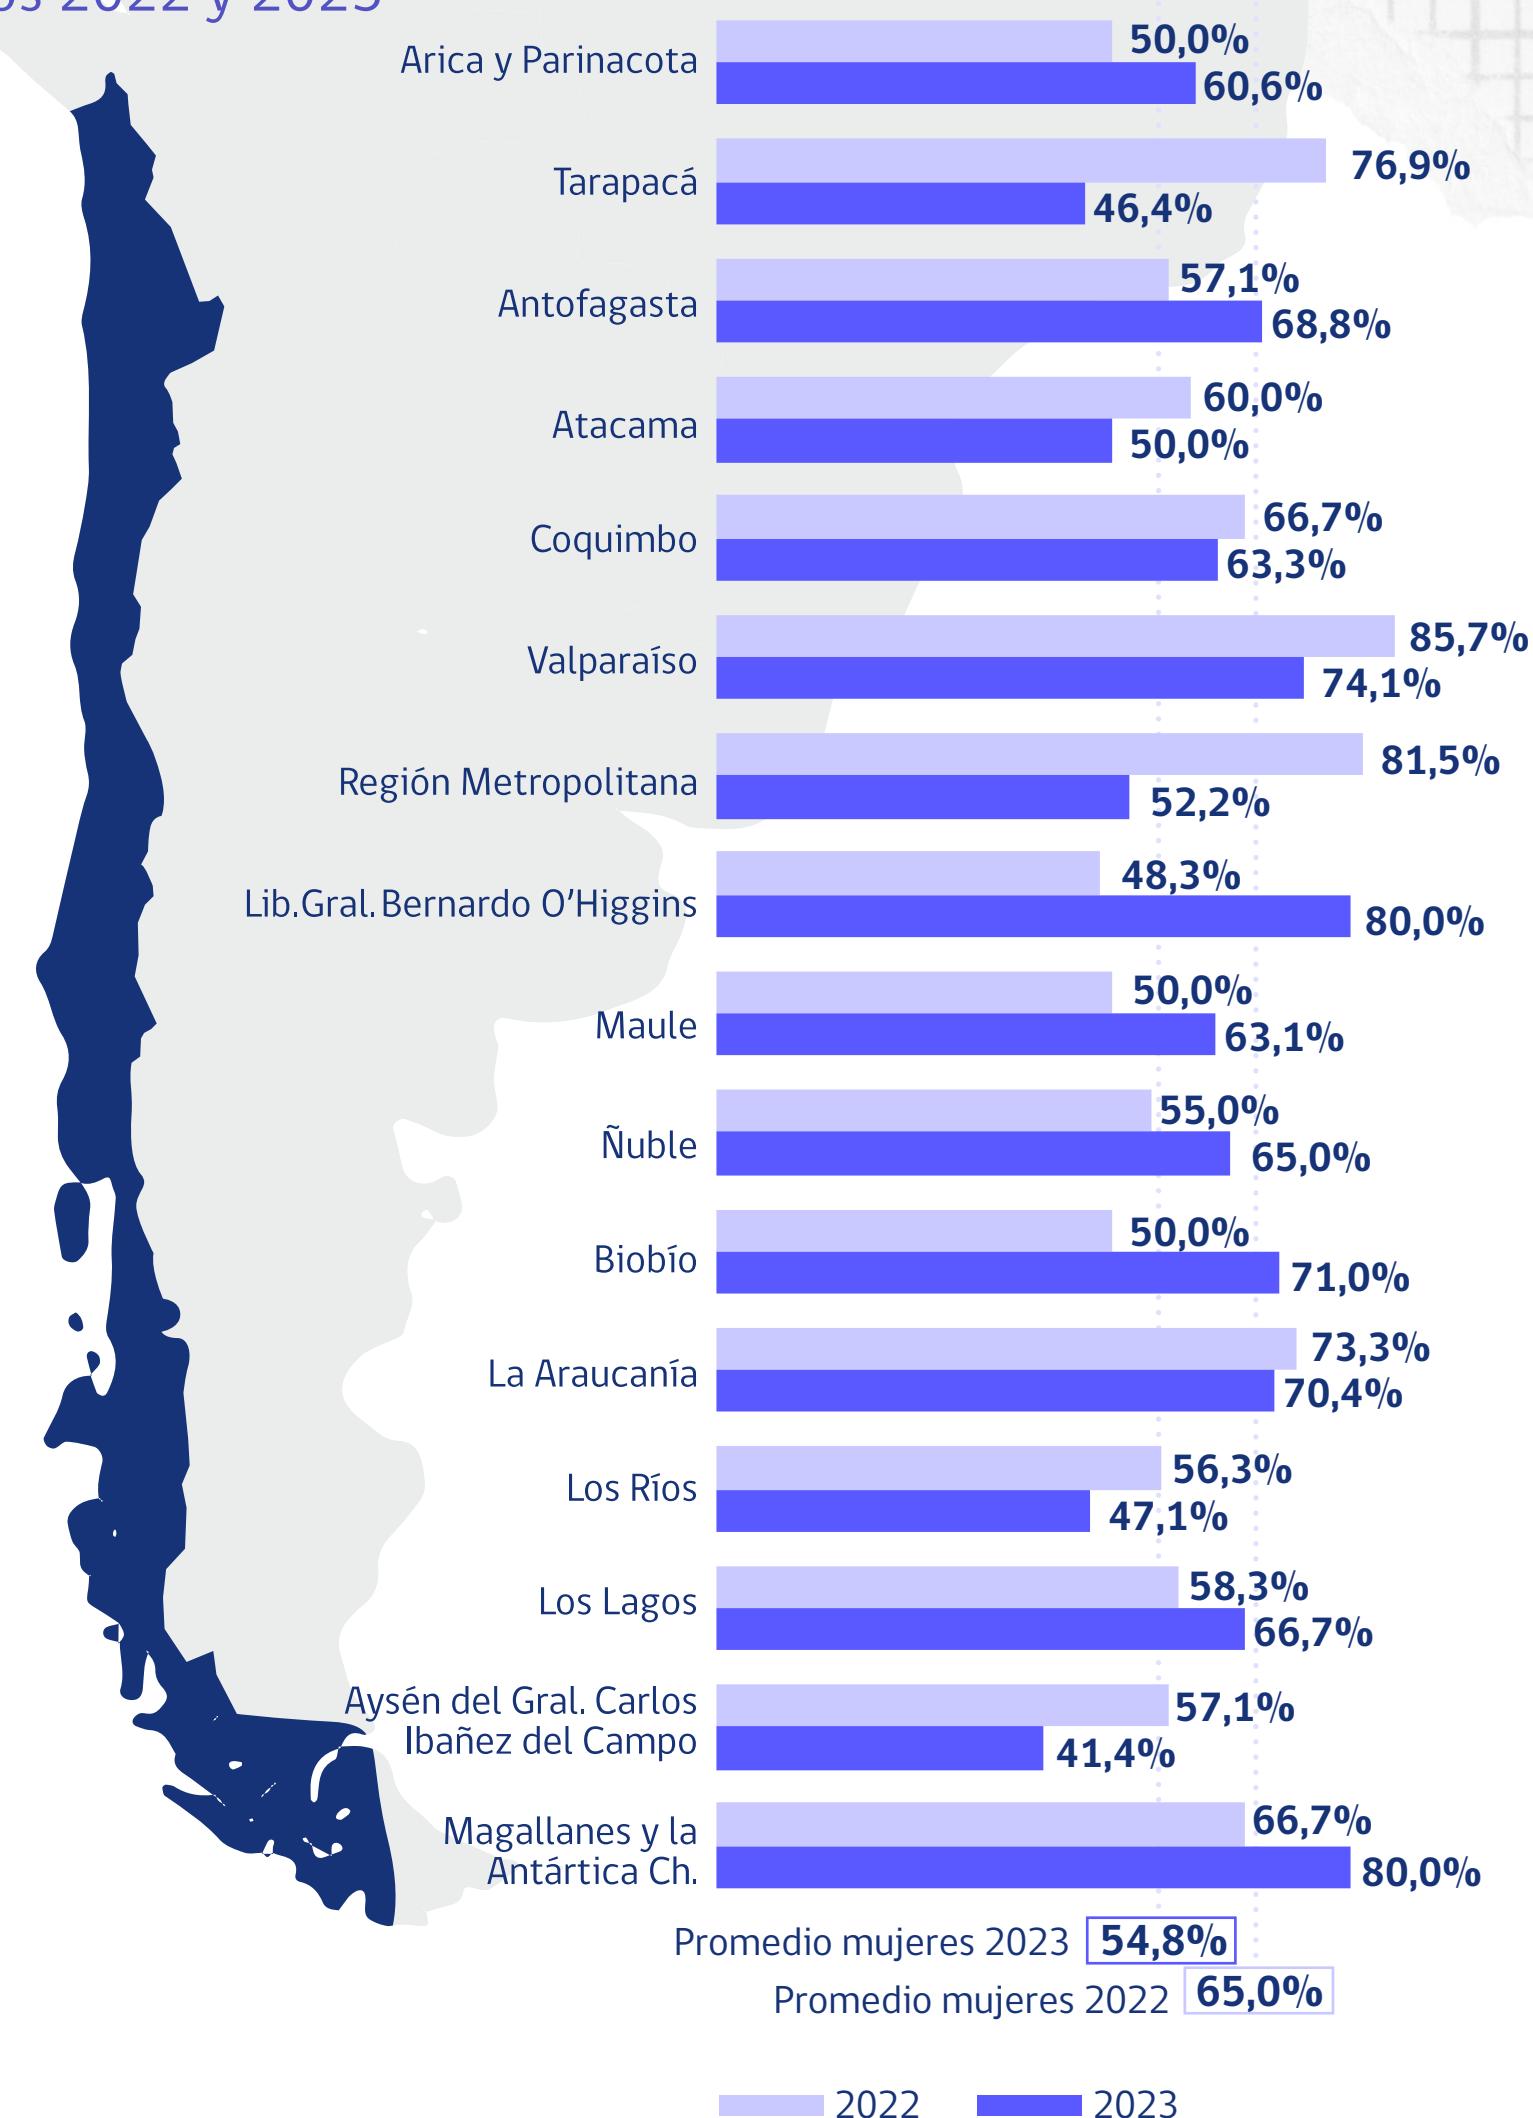 2022 y 2023
Arica y Parinacota
50,0%
60,6%
Tarapacá
76,9%
46,4%
Antofagasta
57,1%
68,8%
Atacama
60,0%
50,0%
Coquimbo
66,7%
63,3%
Valparaíso
85,7%
74,1%
Región Metropolitana
81,5%
52,2%
Lib.Gral. Bernardo O’Higgins
48,3%
80,0%
Maule
50,0%
63,1%
Ñuble
55,0%
65,0%
Biobío
50,0%
71,0%
La Araucanía
73,3%
70,4%
Los Ríos
56,3%
47,1%
Los Lagos
58,3%
66,7%
Aysén del Gral. Carlos
Ibañez del Campo
57,1%
41,4%
Magallanes y la
Antártica Ch.
66,7%
80,0%
Promedio mujeres 2023 54,8%
Promedio mujeres 2022 65,0%
2022 2023